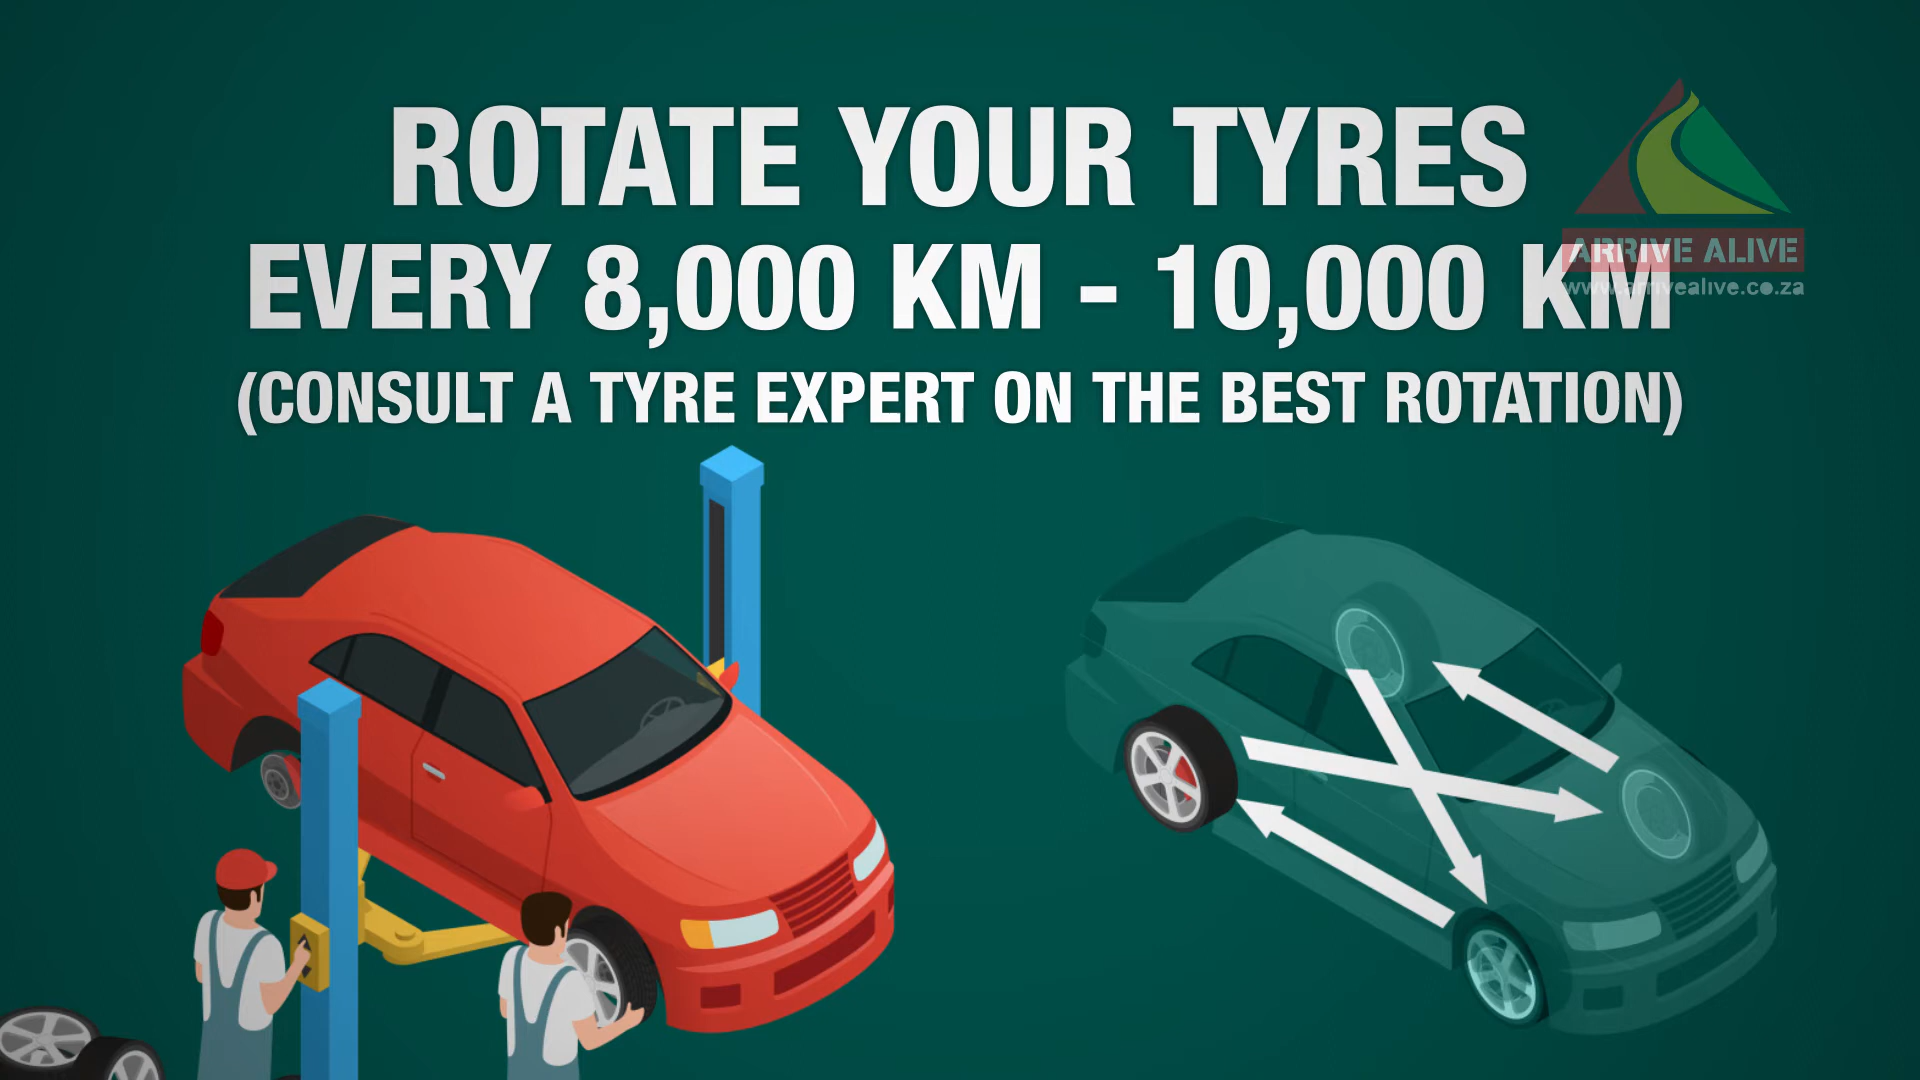 ROTATE YOUR TYRES
EVERY 8,000 KM - 10,000 KM
(CONSULT A TYRE EXPERT ON THE BEST ROTATION)
ARRIVE ALIVE
www.arrivealive.co.za